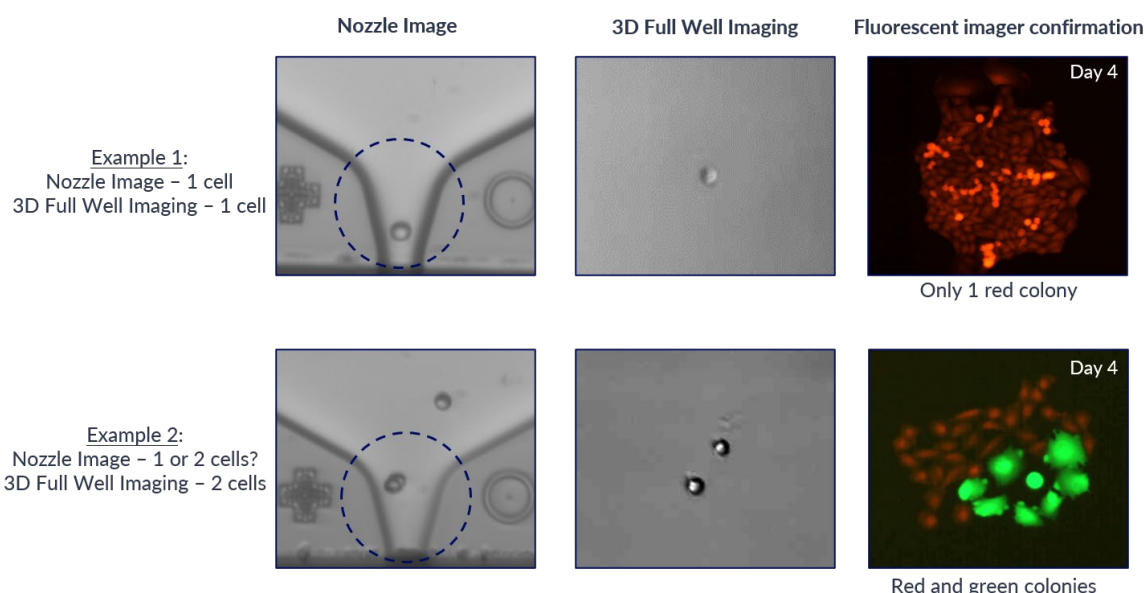 Nozzle Image
3D Full Well Imaging
Fluorescent imager confirmation
Example 1:
Nozzle Image – 1 cell
3D Full Well Imaging – 1 cell
Day 4
Only 1 red colony
Example 2:
Nozzle Image – 1 or 2 cells?
3D Full Well Imaging – 2 cells
Day 4
Red and green colonies